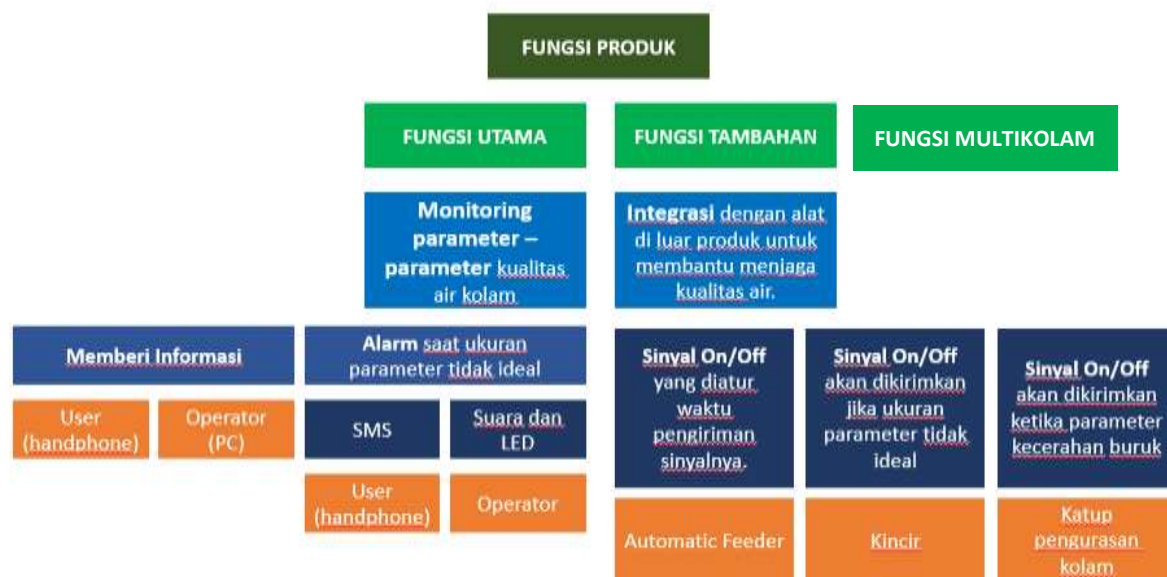 FUNGSI PRODUK
FUNGSI UTAMA
FUNGSI TAMBAHAN
FUNGSI MULTIKOLAM
Monitoring
parameter –
parameter kualitas
air kolam
Integrasi dengan alat
di luar produk untuk
membantu menjaga
kualitas air.
Memberi Informasi
Alarm saat ukuran
parameter tidak ideal
User
(handphone)
Operator
(PC)
SMS
Suara dan
LED
User
(handphone)
Operator
Sinyal On/Off
yang diatur
waktu
pengiriman
sinyalnya.
Sinyal On/Off
akan dikirimkan
jika ukuran
parameter tidak
ideal
Sinyal On/Off
akan dikirimkan
ketika parameter
kecerahan buruk
Automatic Feeder
Kincir
Katup
pengurasan
kolam